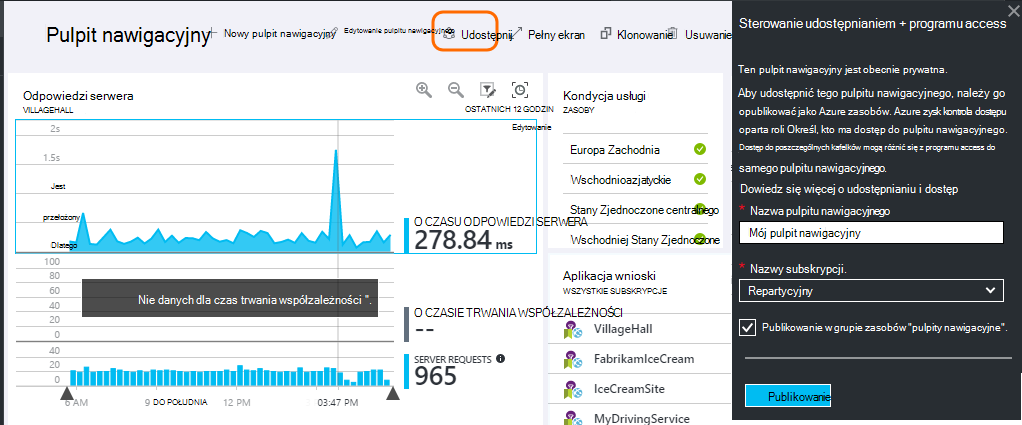 Pulpit nawigacyjny
Nowy pulpit nawigacyjny
Edytowanie pulpitu nawigacyjnego
Udostępnij
Pełny ekran
Klonowanie
Usuwanie
Odpowiedzi serwera
VILLAGEHALL
OSTATNICH 12 GODZIN
Edytowanie
2s
1.5s
Jest
przełożony
Dlatego
O CZASU ODPOWIEDZI SERWERA
278.84 ms
100
80
60
40
20
0
Nie danych dla czas trwania współzależności ".
O CZASIE TRWANIA WSPÓŁZALEŻNOŚCI
--
40
20
0
SERVER REQUESTS
965
6 AM
9 DO POŁUDNIA
12 PM
03:47 PM
Kondycja usługi
ZASOBY
Europa Zachodnia
Wschodnioazjatyckie
Stany Zjednoczone centralnego
Wschodniej Stany Zjednoczone
Aplikacja wnioski
WSZYSTKIE SUBSKRYPCJE
VillageHall
FabrikamIceCream
IceCreamSite
MyDrivingService
Sterowanie udostępnianiem + programu access
Ten pulpit nawigacyjny jest obecnie prywatna.
Aby udostępnić tego pulpitu nawigacyjnego, należy go
opublikować jako Azure zasobów. Azure zysk kontrola dostępu
oparta roli Określ, kto ma dostęp do pulpitu nawigacyjnego.
Dostęp do poszczególnych kafelków mogą różnić się z programu access do
samego pulpitu nawigacyjnego.
Dowiedz się więcej o udostępnianiu i dostęp
* Nazwa pulpitu nawigacyjnego
Mój pulpit nawigacyjny
* Nazwy subskrypcji.
Repartycyjny
Publikowanie w grupie zasobów "pulpity nawigacyjne".
Publikowanie